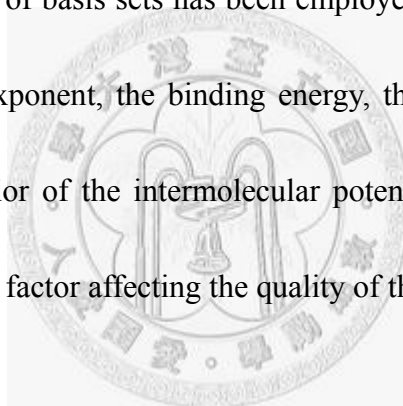 of basis sets has been employe
xponent, the binding energy, th
ior of the intermolecular poten
factor affecting the quality of th